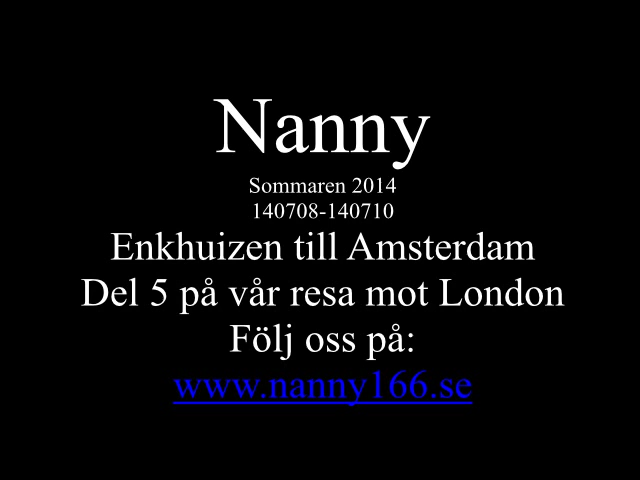 Nanny
Sommaren 2014
140708-140710
Enkhuizen till Amsterdam
Del 5 på vår resa mot London
Följ oss på:
www.nanny166.se